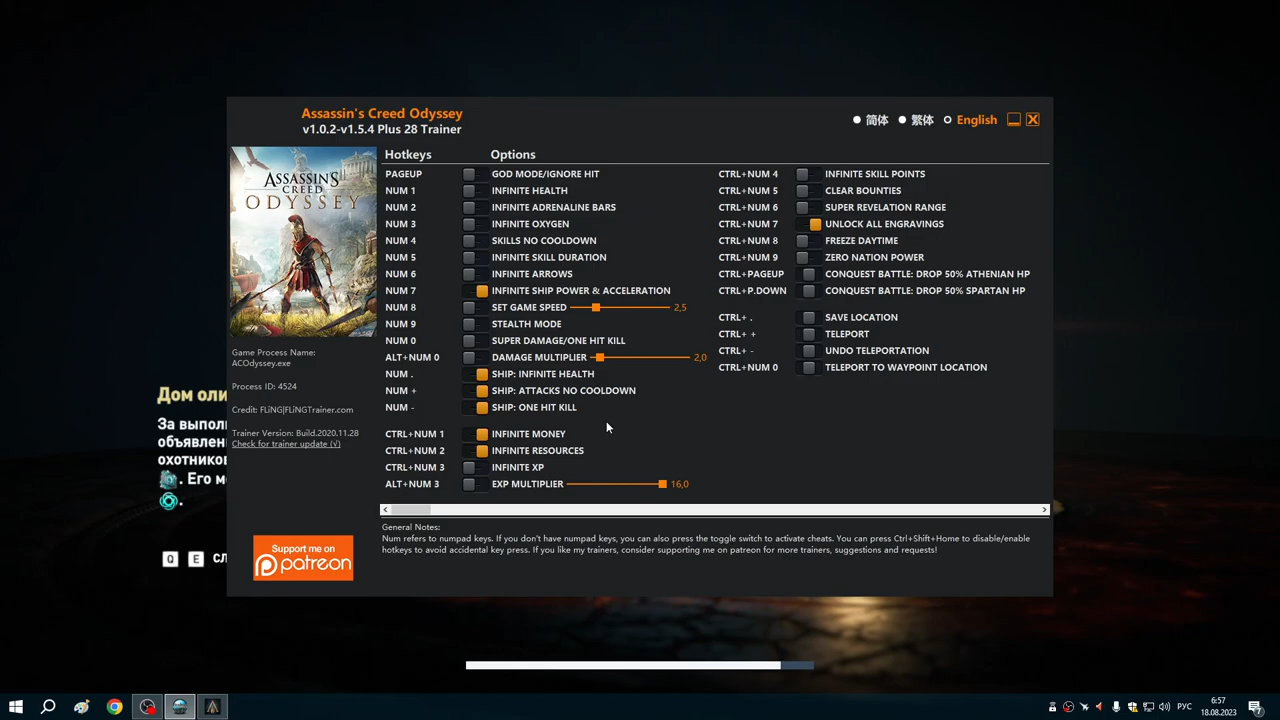 Assassin's Creed Odyssey
v1.0.2-v1.5.4 Plus 28 Trainer
简体 繁体 English
Hotkeys Options
PAGEUP GOD MODE/IGNORE HIT
NUM 1 INFINITE HEALTH
NUM 2 INFINITE ADRENALINE BARS
NUM 3 INFINITE OXYGEN
NUM 4 SKILLS NO COOLDOWN
NUM 5 INFINITE SKILL DURATION
NUM 6 INFINITE ARROWS
NUM 7 INFINITE SHIP POWER & ACCELERATION
NUM 8 SET GAME SPEED 2,5
NUM 9 STEALTH MODE
NUM 0 SUPER DAMAGE/ONE HIT KILL
ALT+NUM 0 DAMAGE MULTIPLIER 2,0
NUM . SHIP: INFINITE HEALTH
NUM + SHIP: ATTACKS NO COOLDOWN
NUM - SHIP: ONE HIT KILL
CTRL+NUM 1 INFINITE MONEY
CTRL+NUM 2 INFINITE RESOURCES
CTRL+NUM 3 INFINITE XP
ALT+NUM 3 EXP MULTIPLIER 16,0
CTRL+NUM 4 INFINITE SKILL POINTS
CTRL+NUM 5 CLEAR BOUNTIES
CTRL+NUM 6 SUPER REVELATION RANGE
CTRL+NUM 7 UNLOCK ALL ENGRAVINGS
CTRL+NUM 8 FREEZE DAYTIME
CTRL+NUM 9 ZERO NATION POWER
CTRL+PAGEUP CONQUEST BATTLE: DROP 50% ATHENIAN HP
CTRL+P.DOWN CONQUEST BATTLE: DROP 50% SPARTAN HP
CTRL+ . SAVE LOCATION
CTRL+ + TELEPORT
CTRL+ - UNDO TELEPORTATION
CTRL+NUM 0 TELEPORT TO WAYPOINT LOCATION
ASSASSIN'S
CREED
ODYSSEY
Game Process Name:
ACOdyssey.exe
Process ID: 4524
Credit: FLiNG|FLiNGTrainer.com
Trainer Version: Build.2020.11.28
Check for trainer update (√)
Support me on
patreon
General Notes:
Num refers to numpad keys. If you don't have numpad keys, you can also press the toggle switch to activate cheats. You can press Ctrl+Shift+Home to disable/enable
hotkeys to avoid accidental key press. If you like my trainers, consider supporting me on patreon for more trainers, suggestions and requests!
Дом оли
За выпол
объявлени
охотников
. Его м
Q E сл
РУС
6:57
18.08.2023
7